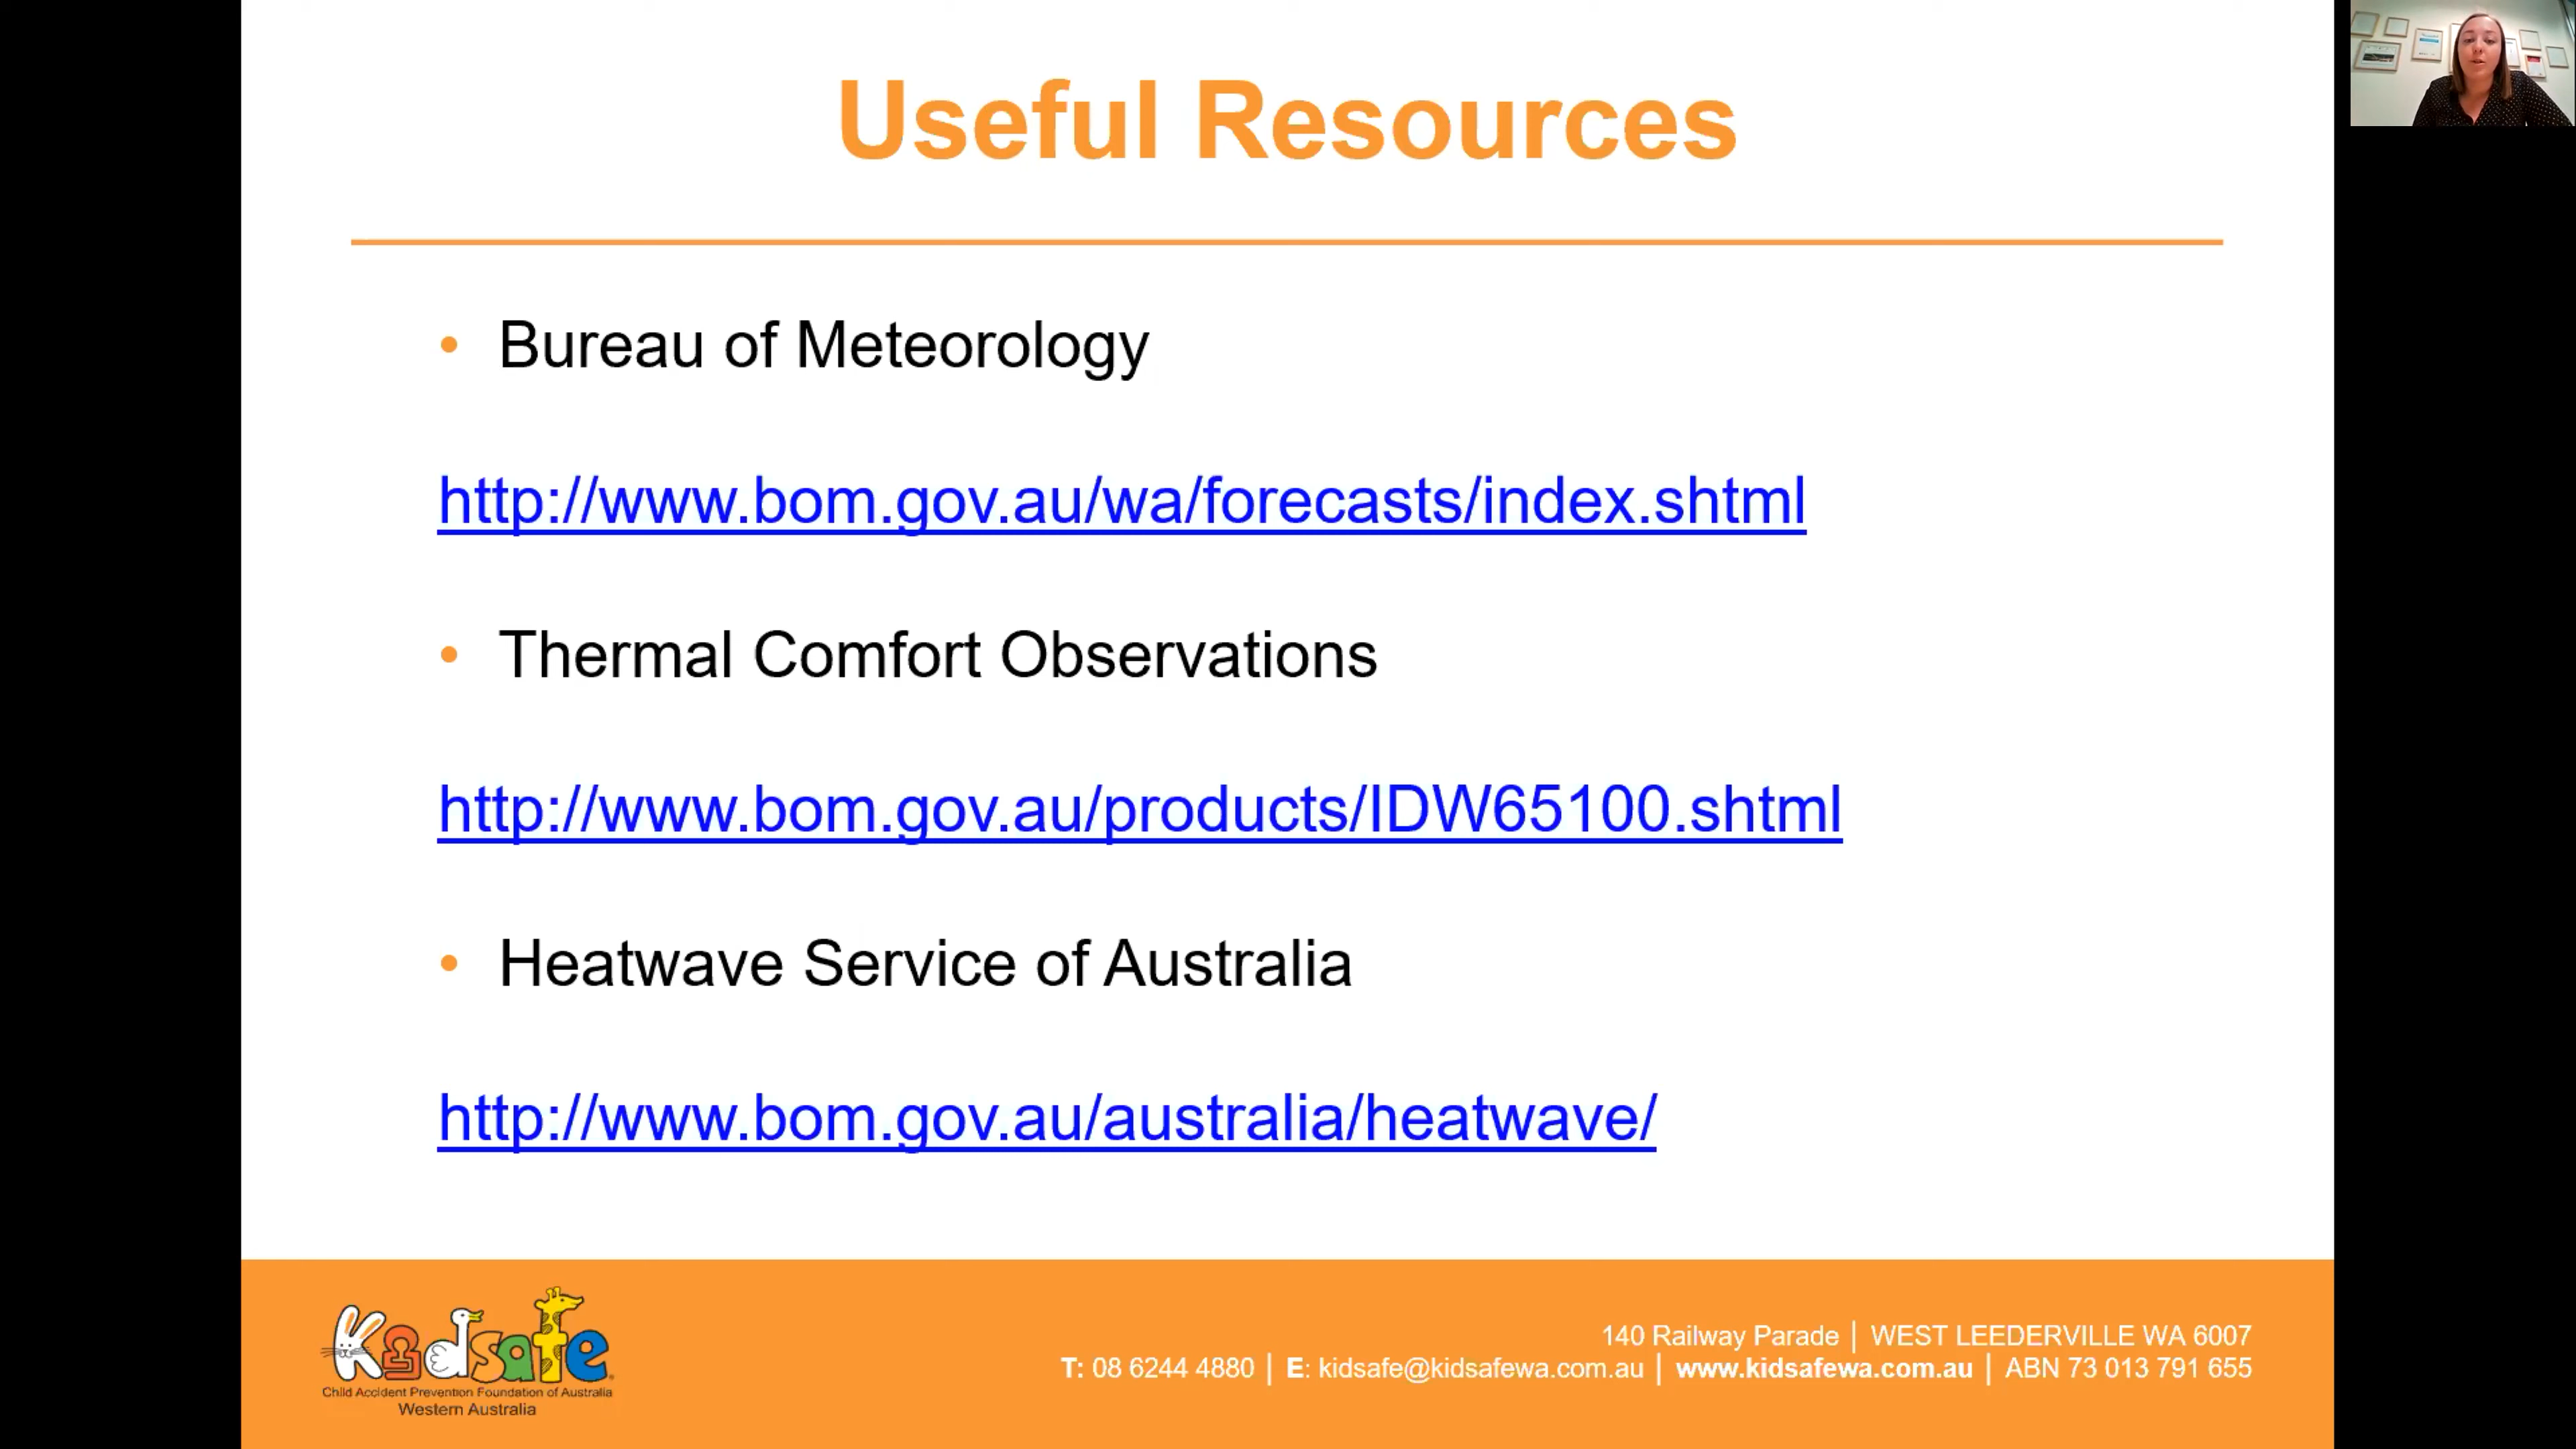 Useful Resources
• Bureau of Meteorology
http://www.bom.gov.au/wa/forecasts/index.shtml
• Thermal Comfort Observations
http://www.bom.gov.au/products/IDW65100.shtml
• Heatwave Service of Australia
http://www.bom.gov.au/australia/heatwave/
Kidsafe
Child Accident Prevention Foundation of Australia
Western Australia
140 Railway Parade | WEST LEEDERVILLE WA 6007
T: 08 6244 4880 | E: kidsafe@kidsafewa.com.au | www.kidsafewa.com.au | ABN 73 013 791 655